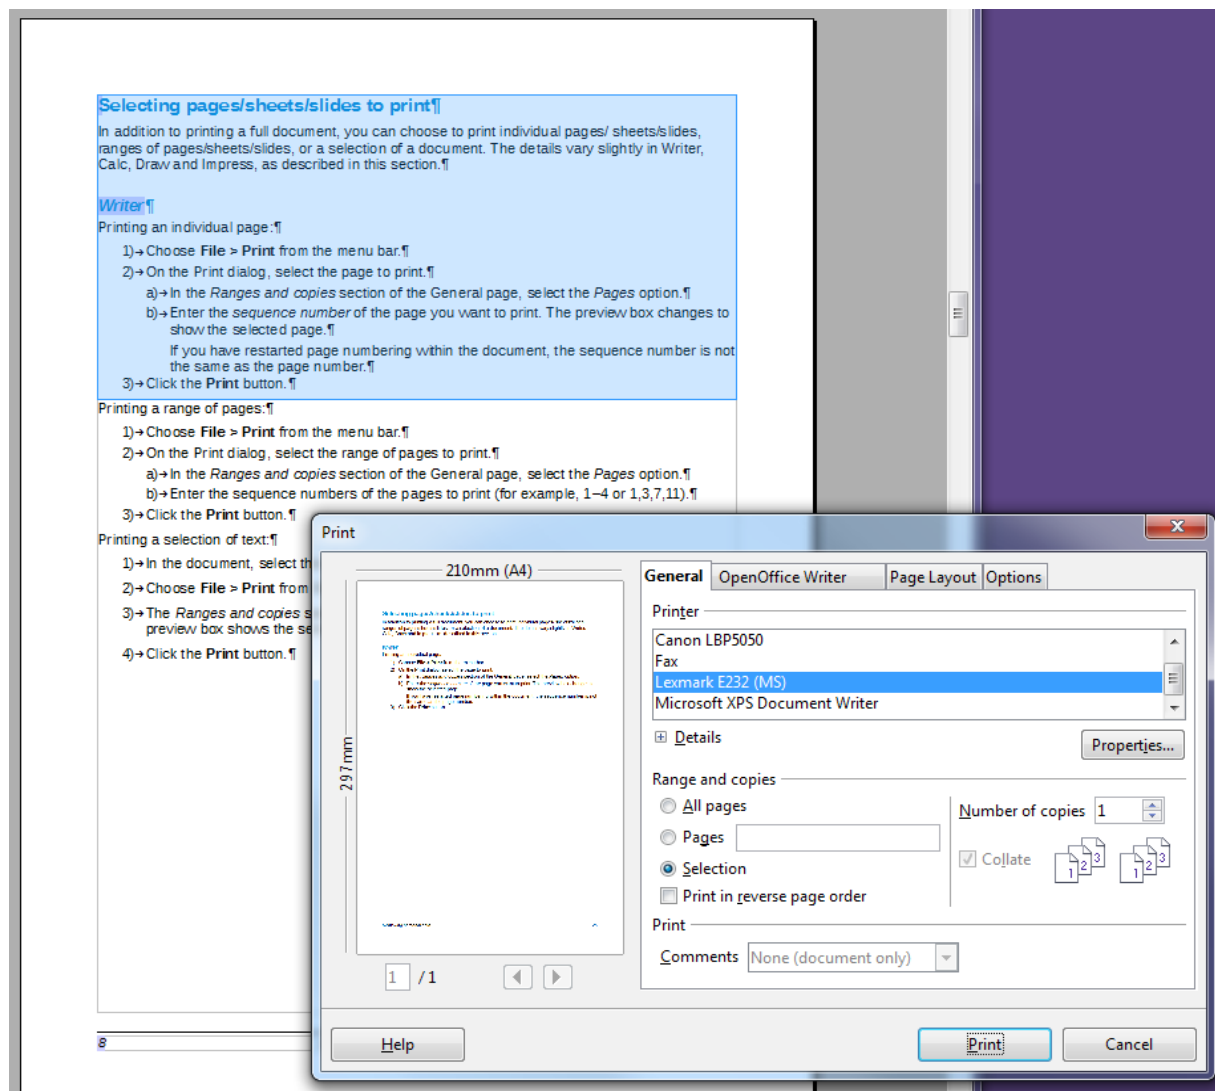 Selecting pages/sheets/slides to print¶
In addition to printing a full document, you can choose to print individual pages/ sheets/slides,
ranges of pages/sheets/slides, or a selection of a document. The details vary slightly in Writer,
Calc, Draw and Impress, as described in this section.¶
Writer¶
Printing an individual page:¶
1)→Choose File > Print from the menu bar.¶
2)→On the Print dialog, select the page to print.¶
a)→In the Ranges and copies section of the General page, select the Pages option.¶
b)→Enter the sequence number of the page you want to print. The preview box changes to
show the selected page.¶
If you have restarted page numbering within the document, the sequence number is not
the same as the page number.¶
3)→Click the Print button.¶
Printing a range of pages:¶
1)→Choose File > Print from the menu bar.¶
2)→On the Print dialog, select the range of pages to print.¶
a)→In the Ranges and copies section of the General page, select the Pages option.¶
b)→Enter the sequence numbers of the pages to print (for example, 1–4 or 1,3,7,11).¶
3)→Click the Print button.¶
Printing a selection of text:¶
1)→In the document, select th
2)→Choose File > Print from
3)→The Ranges and copies s
preview box shows the se
4)→Click the Print button.¶
8
Print
210mm (A4)
297mm
1 / 1
General OpenOffice Writer Page Layout Options
Printer
Canon LBP5050
Fax
Lexmark E232 (MS)
Microsoft XPS Document Writer
Details
Properties...
Range and copies
All pages
Pages
Selection
Print in reverse page order
Number of copies 1
Collate
1 2 3 1 2 3
Print
Comments None (document only)
Help Print Cancel